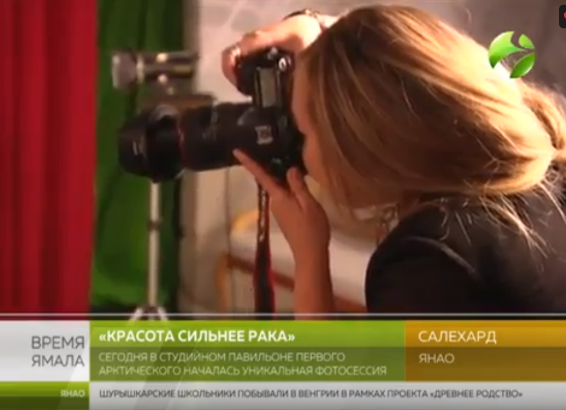 ВРЕМЯ
ЯМАЛА
«КРАСОТА СИЛЬНЕЕ РАКА»
СЕГОДНЯ В СТУДИЙНОМ ПАВИЛЬОНЕ ПЕРВОГО
АРКТИЧЕСКОГО НАЧАЛАСЬ УНИКАЛЬНАЯ ФОТОСЕССИЯ
САЛЕХАРД
ЯНАО
ЯНАО
ШУРЫШКАРСКИЕ ШКОЛЬНИКИ ПОБЫВАЛИ В ВЕНГРИИ В РАМКАХ ПРОЕКТА «ДРЕВНЕЕ РОДСТВО»